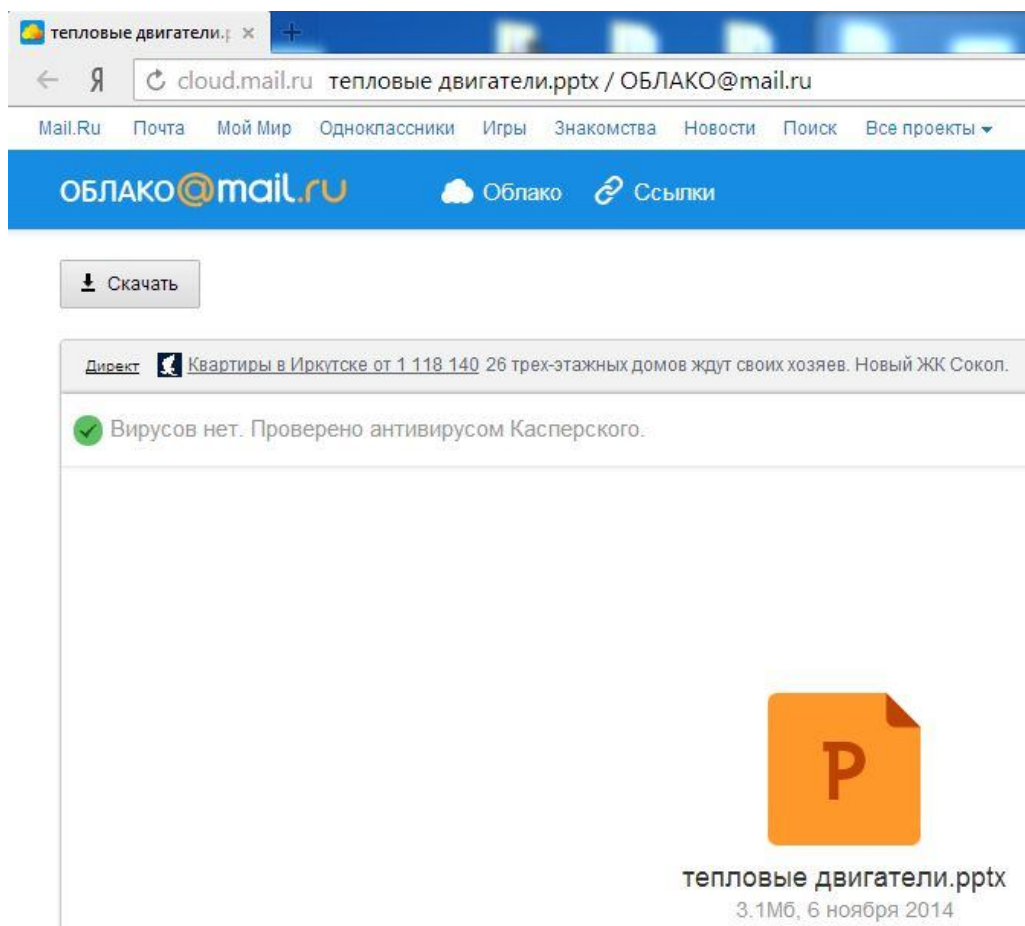 тепловые двигатели.р
Я cloud.mail.ru тепловые двигатели.pptx / ОБЛАКО@mail.ru
Mail.Ru Почта Мой Мир Одноклассники Игры Знакомства Новости Поиск Все проекты
ОБЛАКО@mail.ru Облако Ссылки
Скачать
Директ Квартиры в Иркутске от 1 118 140 26 трех-этажных домов ждут своих хозяев. Новый ЖК Сокол.
Вирусов нет. Проверено антивирусом Касперского.
P
тепловые двигатели.pptx
3.1Мб, 6 ноября 2014